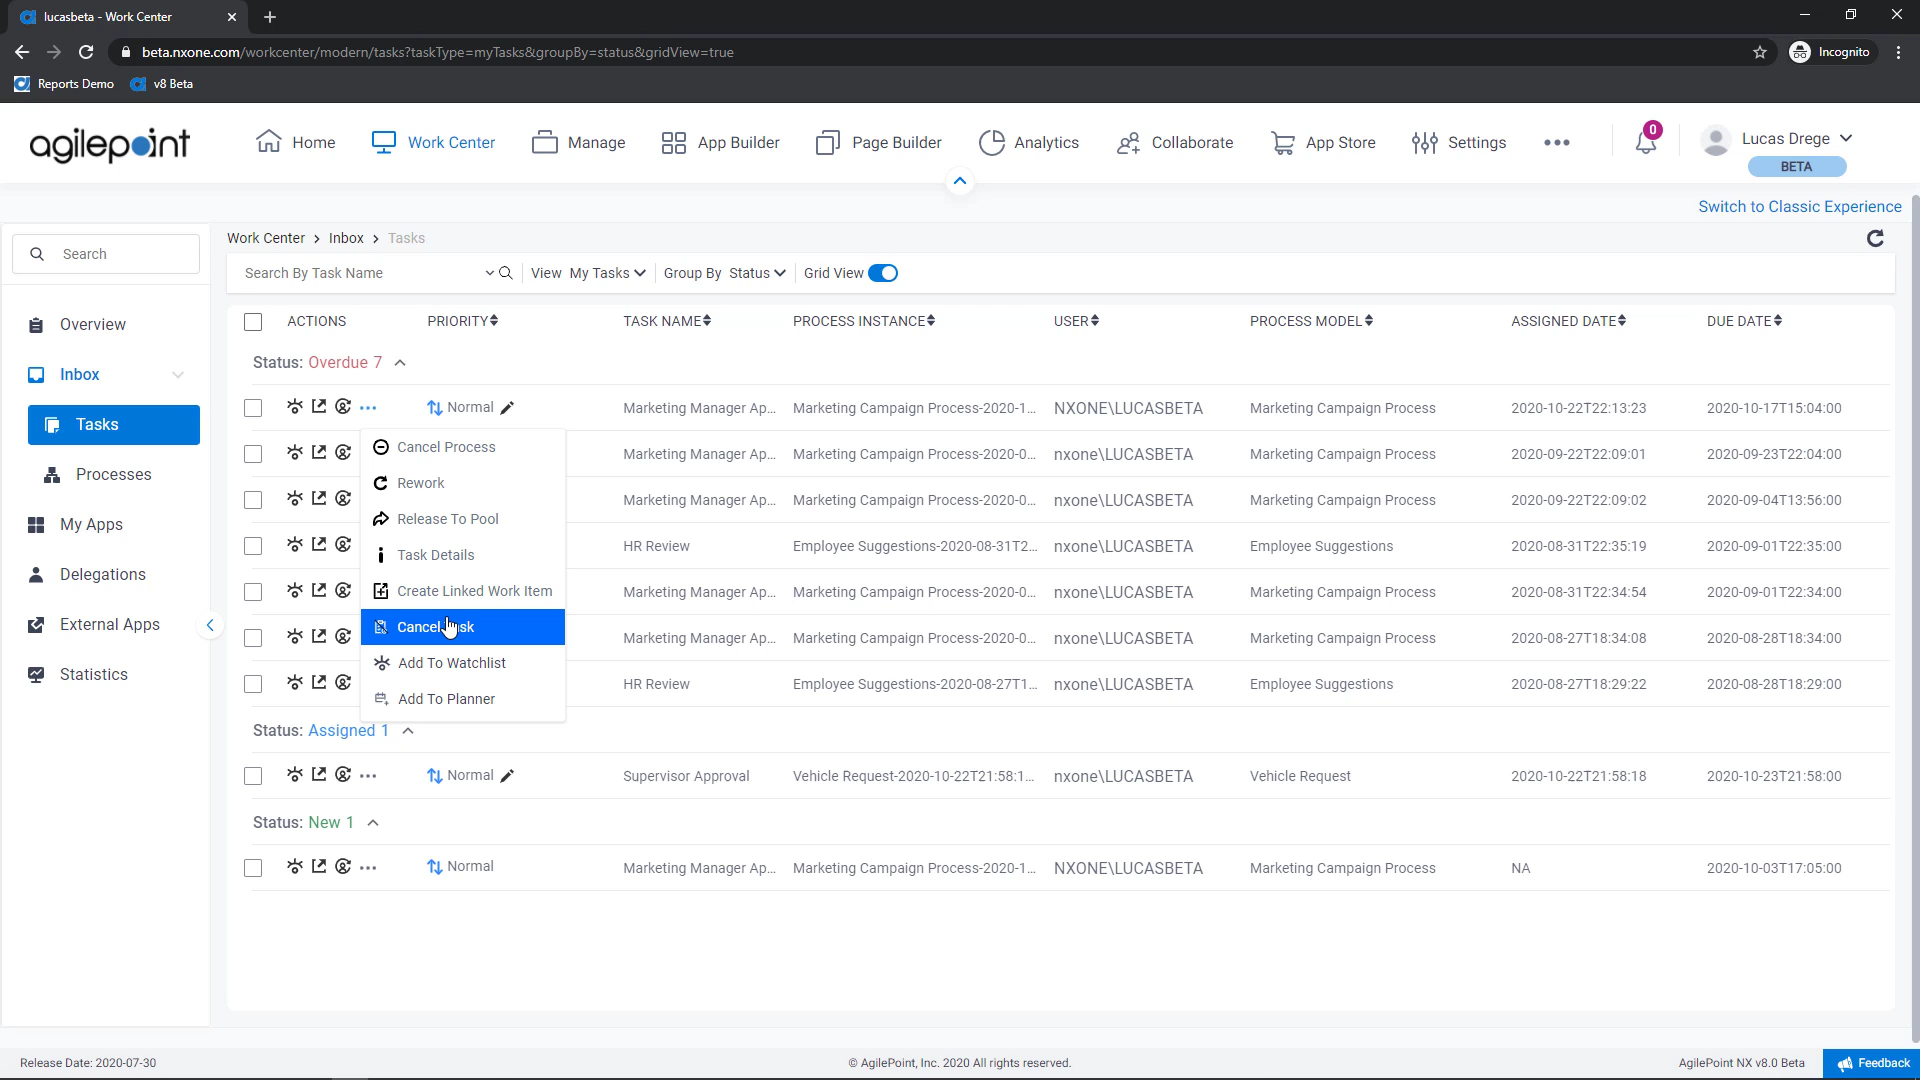 lucasbeta - Work Center
beta.nxone.com/workcenter/modern/tasks?taskType=myTasks&groupBy=status&gridView=true
Incognito
Reports Demo v8 Beta
agilepoint
Home Work Center Manage App Builder Page Builder Analytics Collaborate App Store Settings
0
Lucas Drege
BETA
Switch to Classic Experience
Search
Overview
Inbox
Tasks
Processes
My Apps
Delegations
External Apps
Statistics
Work Center > Inbox > Tasks
Search By Task Name View My Tasks Group By Status Grid View
ACTIONS PRIORITY TASK NAME PROCESS INSTANCE USER PROCESS MODEL ASSIGNED DATE DUE DATE
Status: Overdue 7
Normal Marketing Manager Ap... Marketing Campaign Process-2020-1... NXONE\LUCASBETA Marketing Campaign Process 2020-10-22T22:13:23 2020-10-17T15:04:00
Marketing Manager Ap... Marketing Campaign Process-2020-0... nxone\LUCASBETA Marketing Campaign Process 2020-09-22T22:09:01 2020-09-23T22:04:00
Marketing Manager Ap... Marketing Campaign Process-2020-0... nxone\LUCASBETA Marketing Campaign Process 2020-09-22T22:09:02 2020-09-04T13:56:00
HR Review Employee Suggestions-2020-08-31T2... nxone\LUCASBETA Employee Suggestions 2020-08-31T22:35:19 2020-09-01T22:35:00
Marketing Manager Ap... Marketing Campaign Process-2020-0... nxone\LUCASBETA Marketing Campaign Process 2020-08-31T22:34:54 2020-09-01T22:34:00
Marketing Manager Ap... Marketing Campaign Process-2020-0... nxone\LUCASBETA Marketing Campaign Process 2020-08-27T18:34:08 2020-08-28T18:34:00
HR Review Employee Suggestions-2020-08-27T1... nxone\LUCASBETA Employee Suggestions 2020-08-27T18:29:22 2020-08-28T18:29:00
Cancel Process
Rework
Release To Pool
Task Details
Create Linked Work Item
Cancel
Add To Watchlist
Add To Planner
Status: Assigned 1
Normal Supervisor Approval Vehicle Request-2020-10-22T21:58:1... nxone\LUCASBETA Vehicle Request 2020-10-22T21:58:18 2020-10-23T21:58:00
Status: New 1
Normal Marketing Manager Ap... Marketing Campaign Process-2020-1... NXONE\LUCASBETA Marketing Campaign Process NA 2020-10-03T17:05:00
Release Date: 2020-07-30
© AgilePoint, Inc. 2020 All rights reserved.
AgilePoint NX v8.0 Beta
Feedback